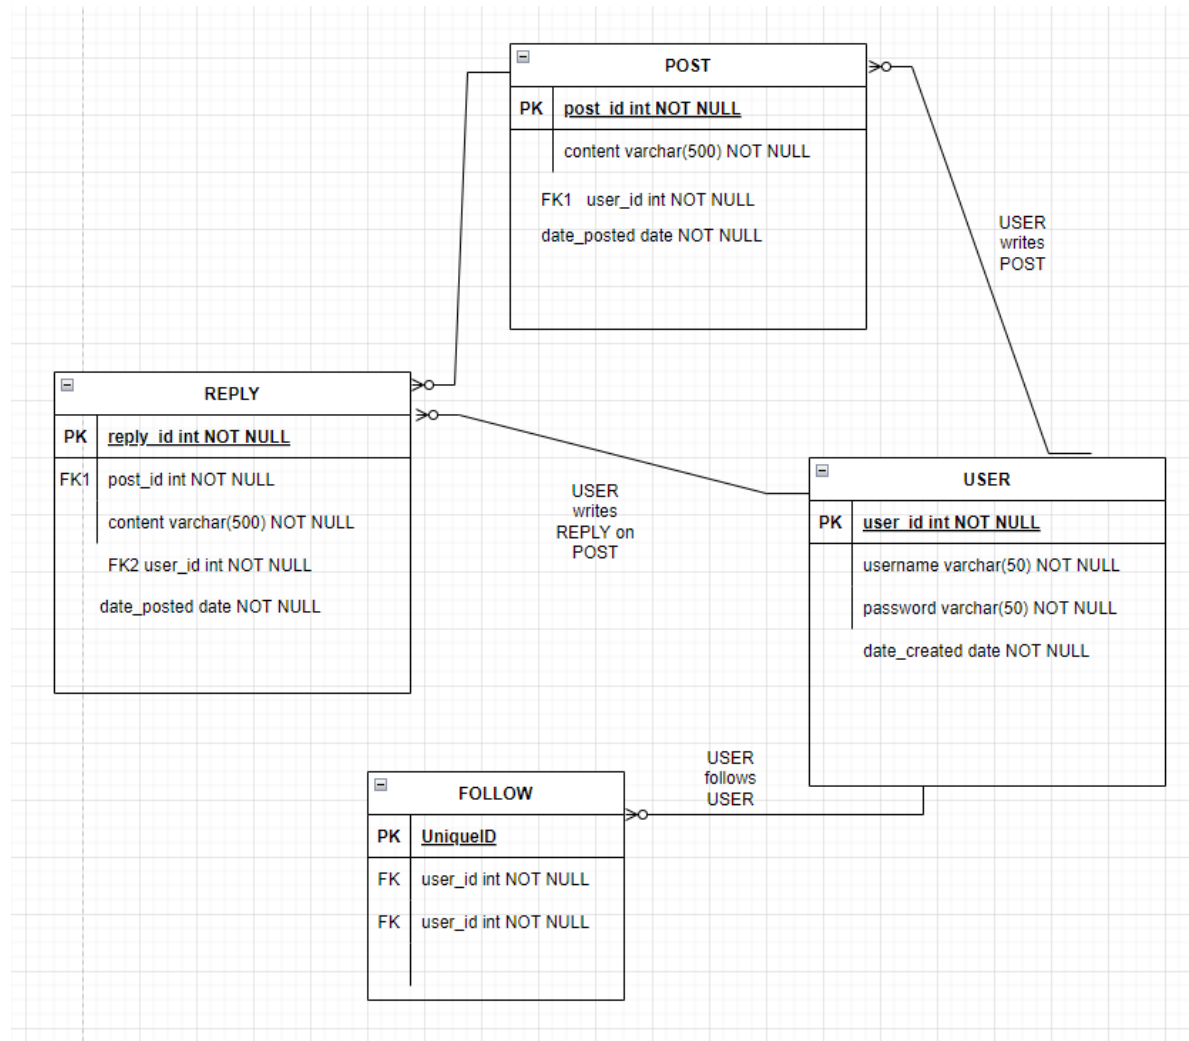 POST
PK post_id int NOT NULL
content varchar(500) NOT NULL
FK1 user_id int NOT NULL
date_posted date NOT NULL
USER
writes
POST
REPLY
PK reply_id int NOT NULL
FK1 post_id int NOT NULL
content varchar(500) NOT NULL
FK2 user_id int NOT NULL
date_posted date NOT NULL
USER
writes
REPLY on
POST
USER
PK user_id int NOT NULL
username varchar(50) NOT NULL
password varchar(50) NOT NULL
date_created date NOT NULL
USER
follows
USER
FOLLOW
PK UniqueID
FK user_id int NOT NULL
FK user_id int NOT NULL